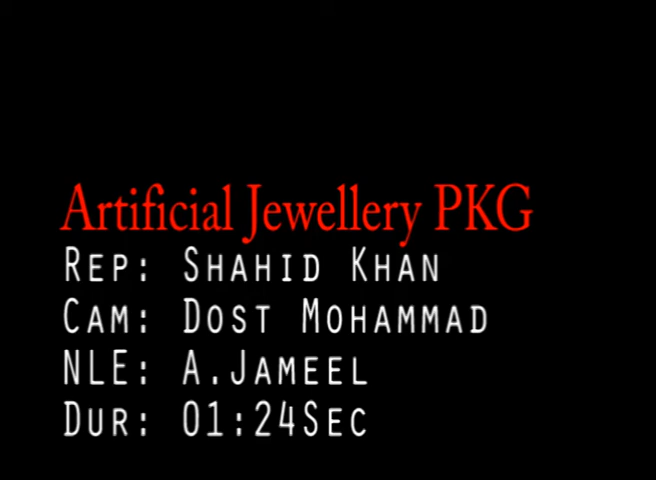 Artificial Jewellery PKG
Rep: Shahid Khan
Cam: Dost Mohammad
NLE: A.Jameel
Dur: 01:24Sec